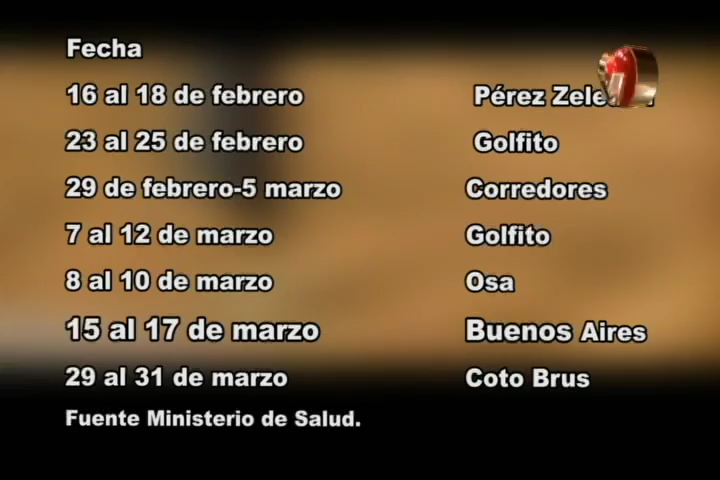 Fecha
16 al 18 de febrero Pérez
23 al 25 de febrero Golfito
29 de febrero-5 marzo Corredores
7 al 12 de marzo Golfito
8 al 10 de marzo Osa
15 al 17 de marzo Buenos Aires
29 al 31 de marzo Coto Brus
Fuente Ministerio de Salud.